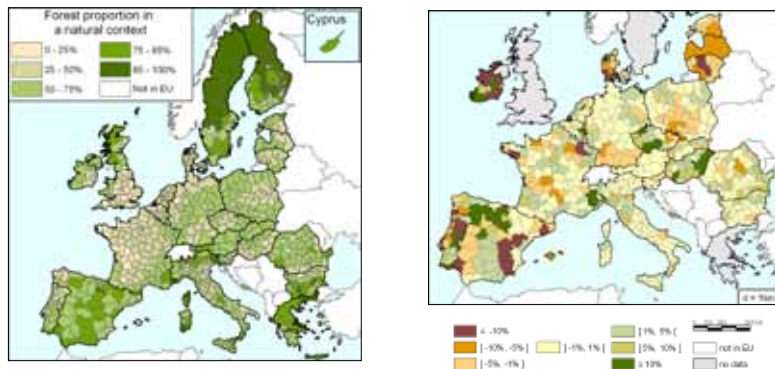 Forest proportion in
a natural context
0 - 25%
25 - 50%
50 - 75%
75 - 85%
85 - 100%
Not in EU
Cyprus
≤ -10%
[-10%, -5% [
[-5%, -1% [
]-1%, 1% [
[1%, 5% [
[5%, 10% [
≥ 10%
not in EU
no data